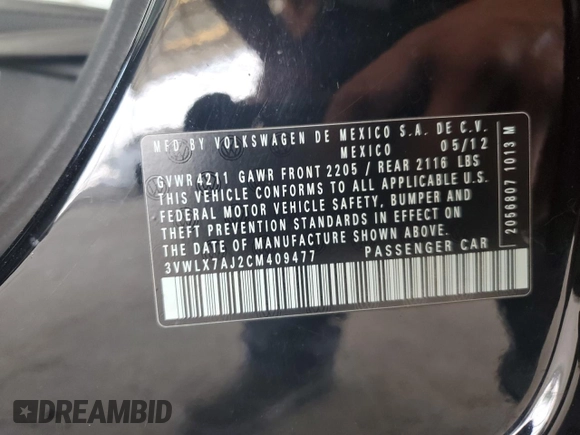 MFD BY VOLKSWAGEN DE MEXICO S.A. DE C.V.
MEXICO 05/12
GVWR 4211 GAWR FRONT 2205 / REAR 2116 LBS
THIS VEHICLE CONFORMS TO ALL APPLICABLE U.S.
FEDERAL MOTOR VEHICLE SAFETY, BUMPER AND
THEFT PREVENTION STANDARDS IN EFFECT ON
THE DATE OF MANUFACTURE SHOWN ABOVE.
3VWLX7AJ2CM409477 PASSENGER CAR
2056807 1013 M
DREAMBID